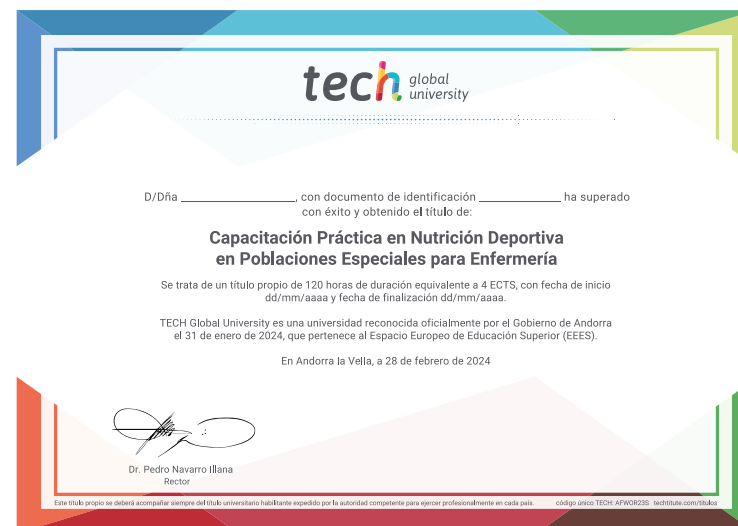 tech global university
D/Dña ______________, con documento de identificación __________ ha superado
con éxito y obtenido el título de:
Capacitación Práctica en Nutrición Deportiva
en Poblaciones Especiales para Enfermería
Se trata de un título propio de 120 horas de duración equivalente a 4 ECTS, con fecha de inicio
dd/mm/aaaa y fecha de finalización dd/mm/aaaa.
TECH Global University es una universidad reconocida oficialmente por el Gobierno de Andorra
el 31 de enero de 2024, que pertenece al Espacio Europeo de Educación Superior (EEES).
En Andorra la Vella, a 28 de febrero de 2024
Dr. Pedro Navarro Illana
Rector
Este título propio se deberá acompañar siempre del título universitario habilitante expedido por la autoridad competente para ejercer profesionalmente en cada país. código único TECH: AFWOR23S techtitute.com/titulos